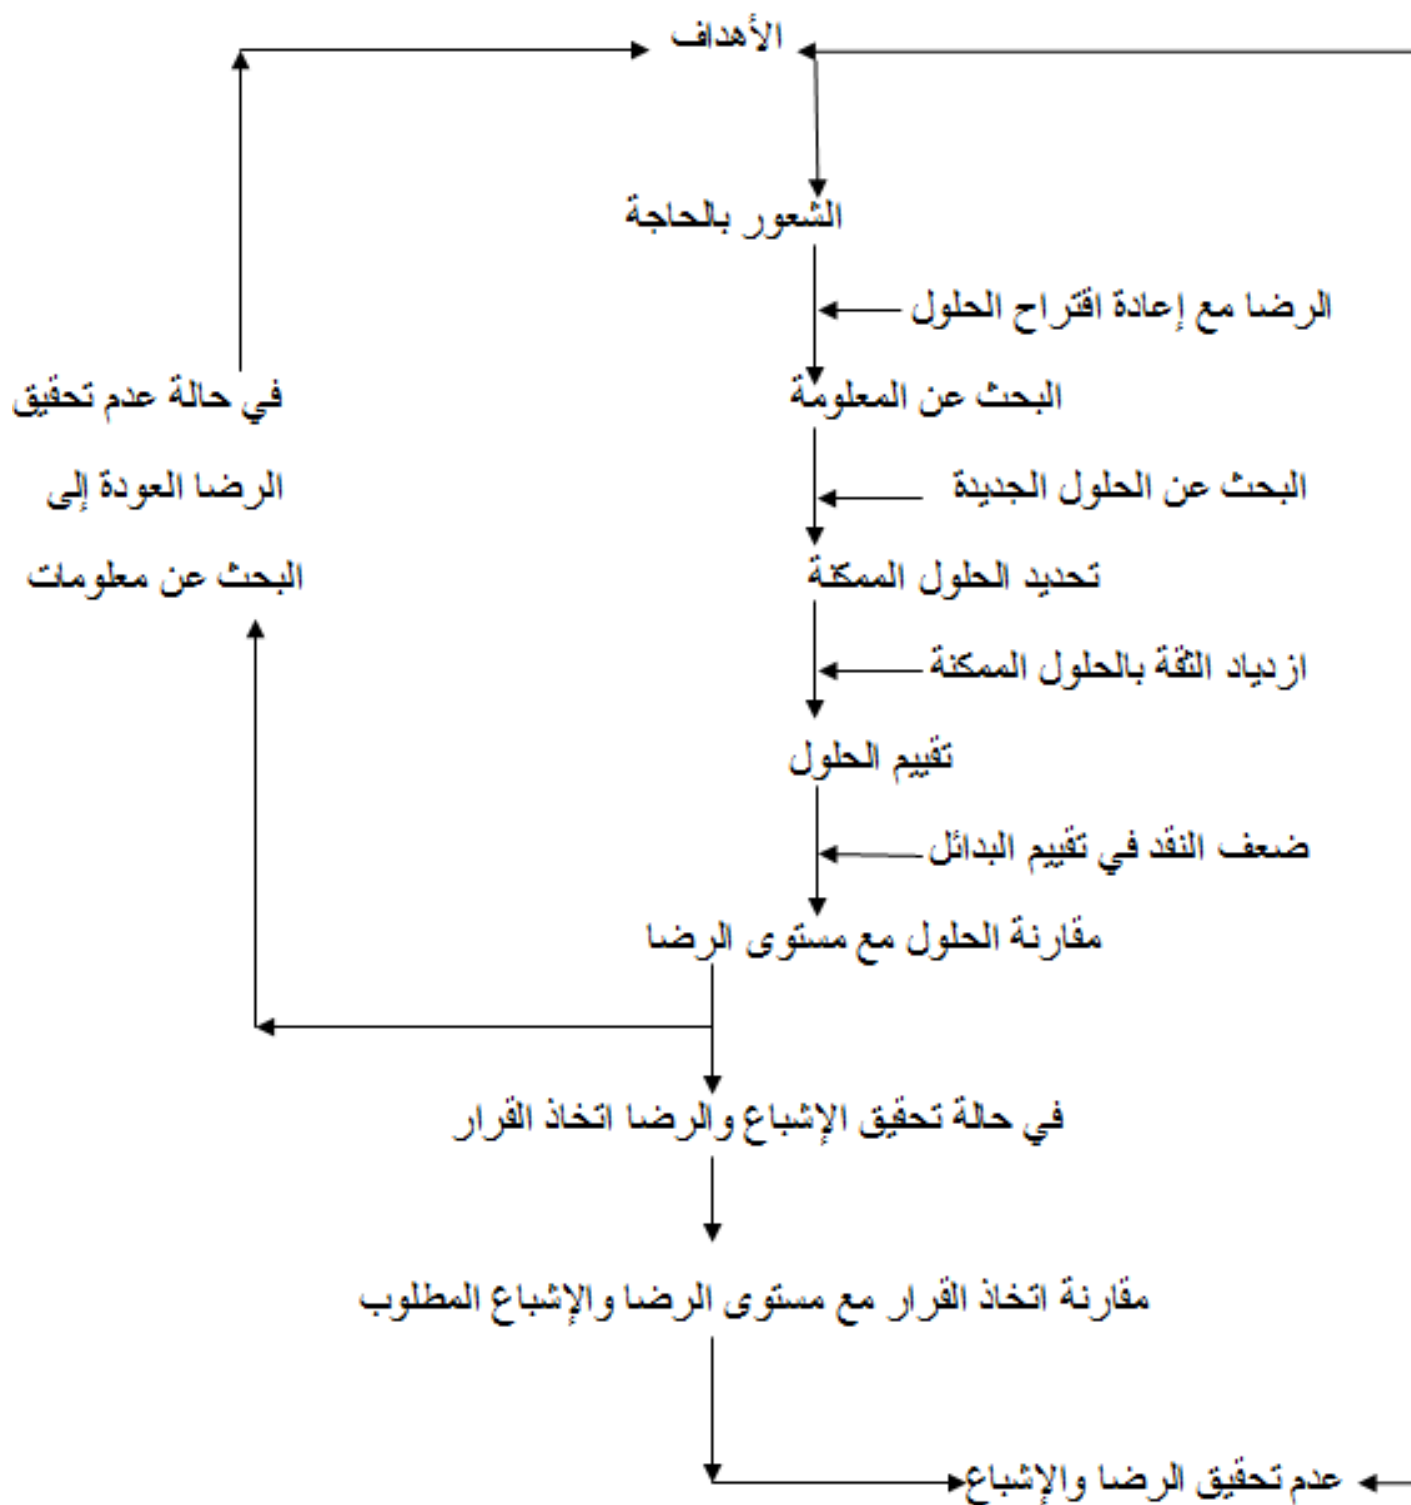 الأهداف
الشعور بالحاجة
الرضا مع إعادة اقتراح الحلول
البحث عن المعلومة
في حالة عدم تحقيق
الرضا العودة إلى
البحث عن معلومات
البحث عن الحلول الجديدة
تحديد الحلول الممكنة
ازدياد الثقة بالحلول الممكنة
تقييم الحلول
ضعف النقد في تقييم البدائل
مقارنة الحلول مع مستوى الرضا
في حالة تحقيق الإشباع والرضا اتخاذ القرار
مقارنة اتخاذ القرار مع مستوى الرضا والإشباع المطلوب
عدم تحقيق الرضا والإشباع